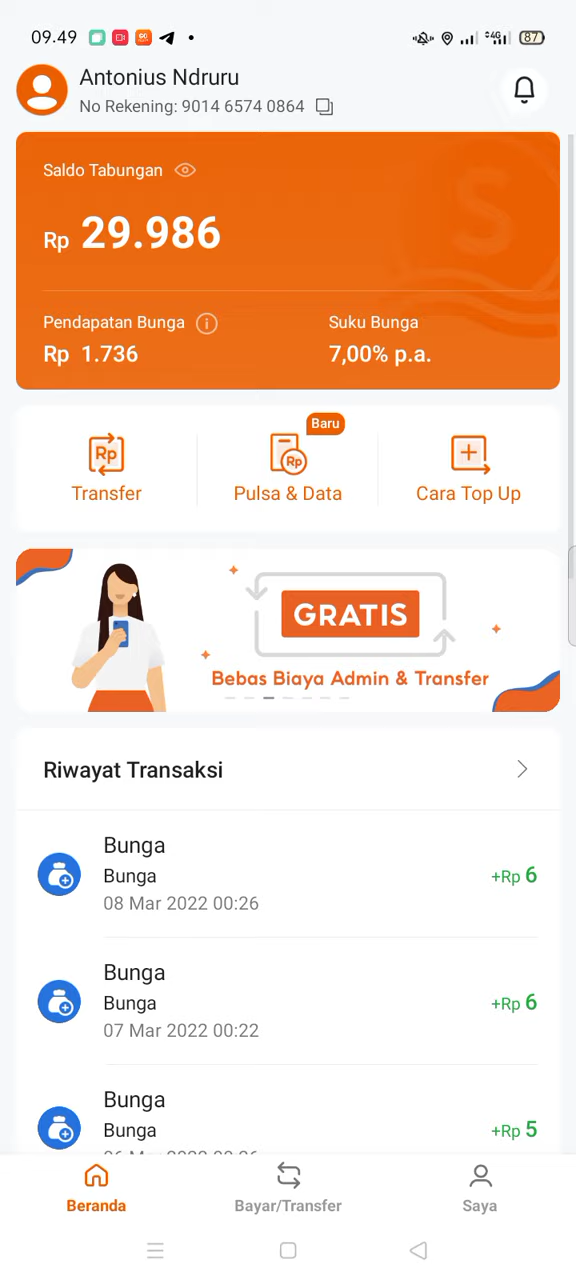 09.49
4G
87
Antonius Ndruru
No Rekening: 9014 6574 0864
Saldo Tabungan
Rp 29.986
S
Pendapatan Bunga
Suku Bunga
Rp 1.736
7,00% p.a.
Baru
Rp
Rp
Transfer
Pulsa & Data
Cara Top Up
GRATIS
Bebas Biaya Admin & Transfer
Riwayat Transaksi
Bunga
Bunga
+Rp 6
08 Mar 2022 00:26
Bunga
Bunga
+Rp 6
07 Mar 2022 00:22
Bunga
Bunga
+Rp 5
Beranda
Bayar/Transfer
Saya